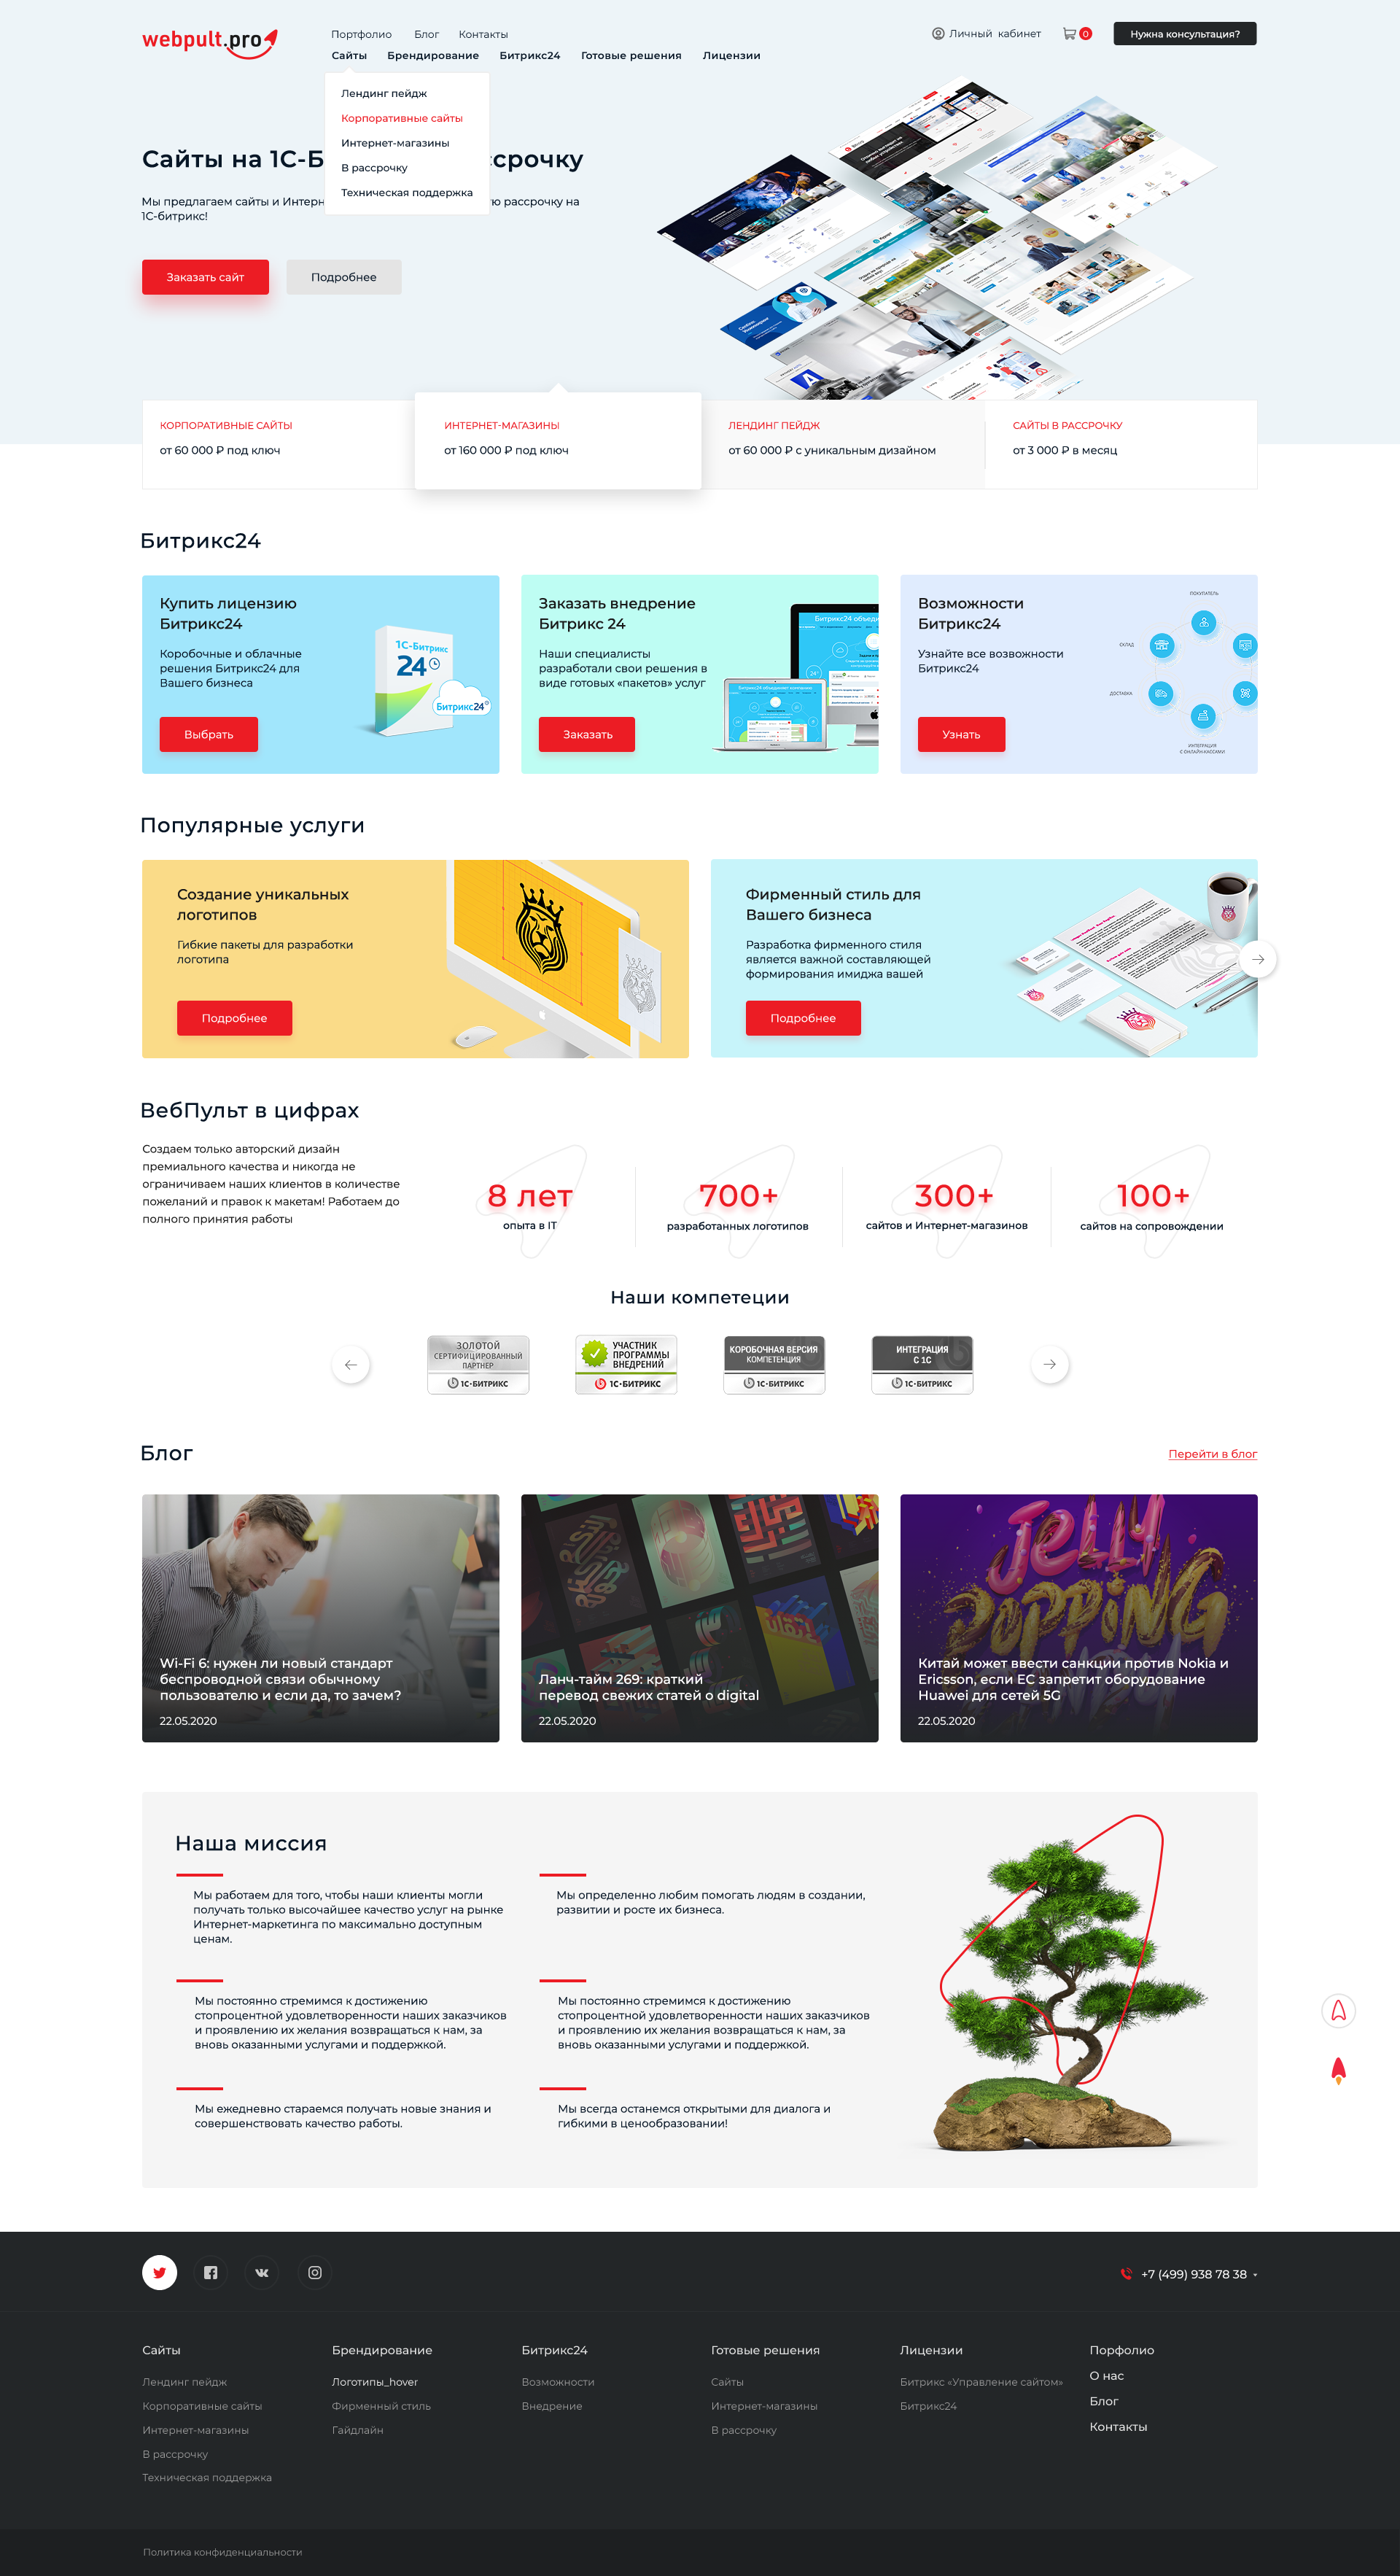 webpult.pro
Портфолио Блог Контакты
Личный кабинет 0 Нужна консультация?
Сайты Брендирование Битрикс24 Готовые решения Лицензии
Лендинг пейдж
Корпоративные сайты
Интернет-магазины
В рассрочку
Техническая поддержка
Сайты на 1С-Б срочку
Мы предлагаем сайты и Интерн ю рассрочку на
1С-битрикс!
Заказать сайт Подробнее
КОРПОРАТИВНЫЕ САЙТЫ
от 60 000 ₽ под ключ
ИНТЕРНЕТ-МАГАЗИНЫ
от 160 000 ₽ под ключ
ЛЕНДИНГ ПЕЙДЖ
от 60 000 ₽ с уникальным дизайном
САЙТЫ В РАССРОЧКУ
от 3 000 ₽ в месяц
Битрикс24
Купить лицензию
Битрикс24
Коробочные и облачные
решения Битрикс24 для
Вашего бизнеса
Выбрать
1С-Битрикс
24
Битрикс24
Заказать внедрение
Битрикс 24
Наши специалисты
разработали свои решения в
виде готовых «пакетов» услуг
Заказать
Битрикс24 объеди
Возможности
Битрикс24
Узнайте все возвожности
Битрикс24
Узнать
ПОКУПАТЕЛЬ
СКЛАД
ДОСТАВКА
ИНТЕГРАЦИЯ
С ОНЛАЙН-КАССАМИ
Популярные услуги
Создание уникальных
логотипов
Гибкие пакеты для разработки
логотипа
Подробнее
Фирменный стиль для
Вашего бизнеса
Разработка фирменного стиля
является важной составляющей
формирования имиджа вашей
Подробнее
ВебПульт в цифрах
Создаем только авторский дизайн
премиального качества и никогда не
ограничиваем наших клиентов в количестве
пожеланий и правок к макетам! Работаем до
полного принятия работы
8 лет
опыта в IT
700+
разработанных логотипов
300+
сайтов и Интернет-магазинов
100+
сайтов на сопровождении
Наши компетеции
ЗОЛОТОЙ
СЕРТИФИЦИРОВАННЫЙ
ПАРТНЕР
1С·БИТРИКС
УЧАСТНИК
ПРОГРАММЫ
ВНЕДРЕНИЙ
1С·БИТРИКС
КОРОБОЧНАЯ ВЕРСИЯ
КОМПЕТЕНЦИЯ
1С·БИТРИКС
ИНТЕГРАЦИЯ
С 1С
1С·БИТРИКС
Блог
Перейти в блог
Wi-Fi 6: нужен ли новый стандарт
беспроводной связи обычному
пользователю и если да, то зачем?
22.05.2020
Ланч-тайм 269: краткий
перевод свежих статей о digital
22.05.2020
JELLY
POPPING
Китай может ввести санкции против Nokia и
Ericsson, если ЕС запретит оборудование
Huawei для сетей 5G
22.05.2020
Наша миссия
Мы работаем для того, чтобы наши клиенты могли
получать только высочайшее качество услуг на рынке
Интернет-маркетинга по максимально доступным
ценам.
Мы определенно любим помогать людям в создании,
развитии и росте их бизнеса.
Мы постоянно стремимся к достижению
стопроцентной удовлетворенности наших заказчиков
и проявлению их желания возвращаться к нам, за
вновь оказанными услугами и поддержкой.
Мы постоянно стремимся к достижению
стопроцентной удовлетворенности наших заказчиков
и проявлению их желания возвращаться к нам, за
вновь оказанными услугами и поддержкой.
Мы ежедневно стараемся получать новые знания и
совершенствовать качество работы.
Мы всегда останемся открытыми для диалога и
гибкими в ценообразовании!
+7 (499) 938 78 38
Сайты
Лендинг пейдж
Корпоративные сайты
Интернет-магазины
В рассрочку
Техническая поддержка
Брендирование
Логотипы_hover
Фирменный стиль
Гайдлайн
Битрикс24
Возможности
Внедрение
Готовые решения
Сайты
Интернет-магазины
В рассрочку
Лицензии
Битрикс «Управление сайтом»
Битрикс24
Порфолио
О нас
Блог
Контакты
Политика конфиденциальности